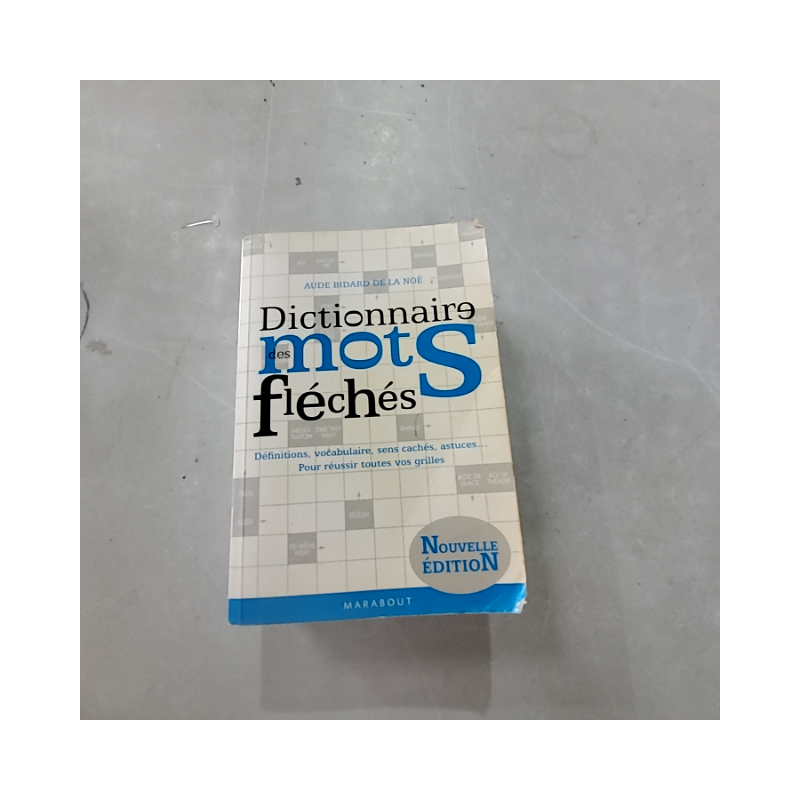 AUDE BIDARD DE LA NOË
Dictionnaire
des mots
fléchés
Définitions, vocabulaire, sens cachés, astuces...
Pour réussir toutes vos grilles
NOUVELLE
ÉDITION
MARABOUT